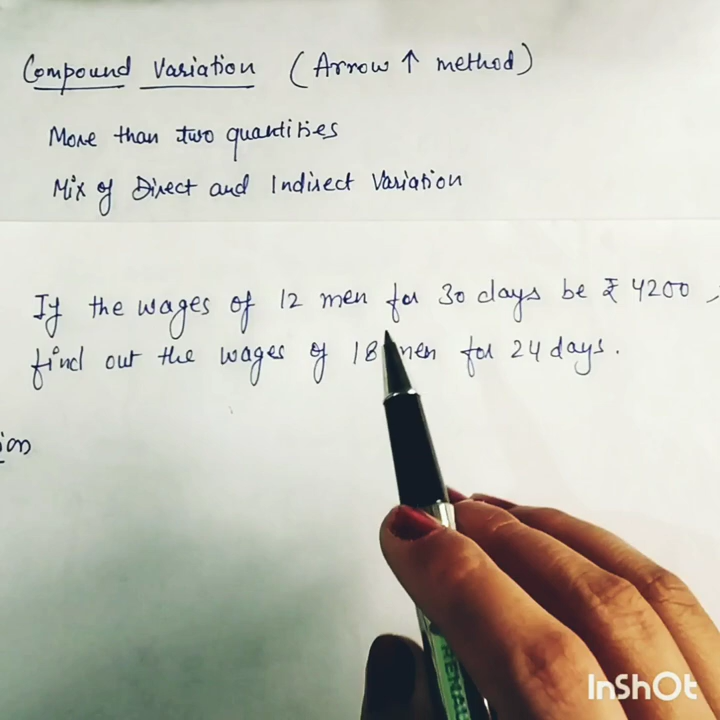 Compound Variation (Arrow ↑ method)
More than two quantities
Mix of Direct and Indirect Variation
If the wages of 12 men for 30 days be ₹ 4200,
find out the wages of 18 men for 24 days.
InShOt